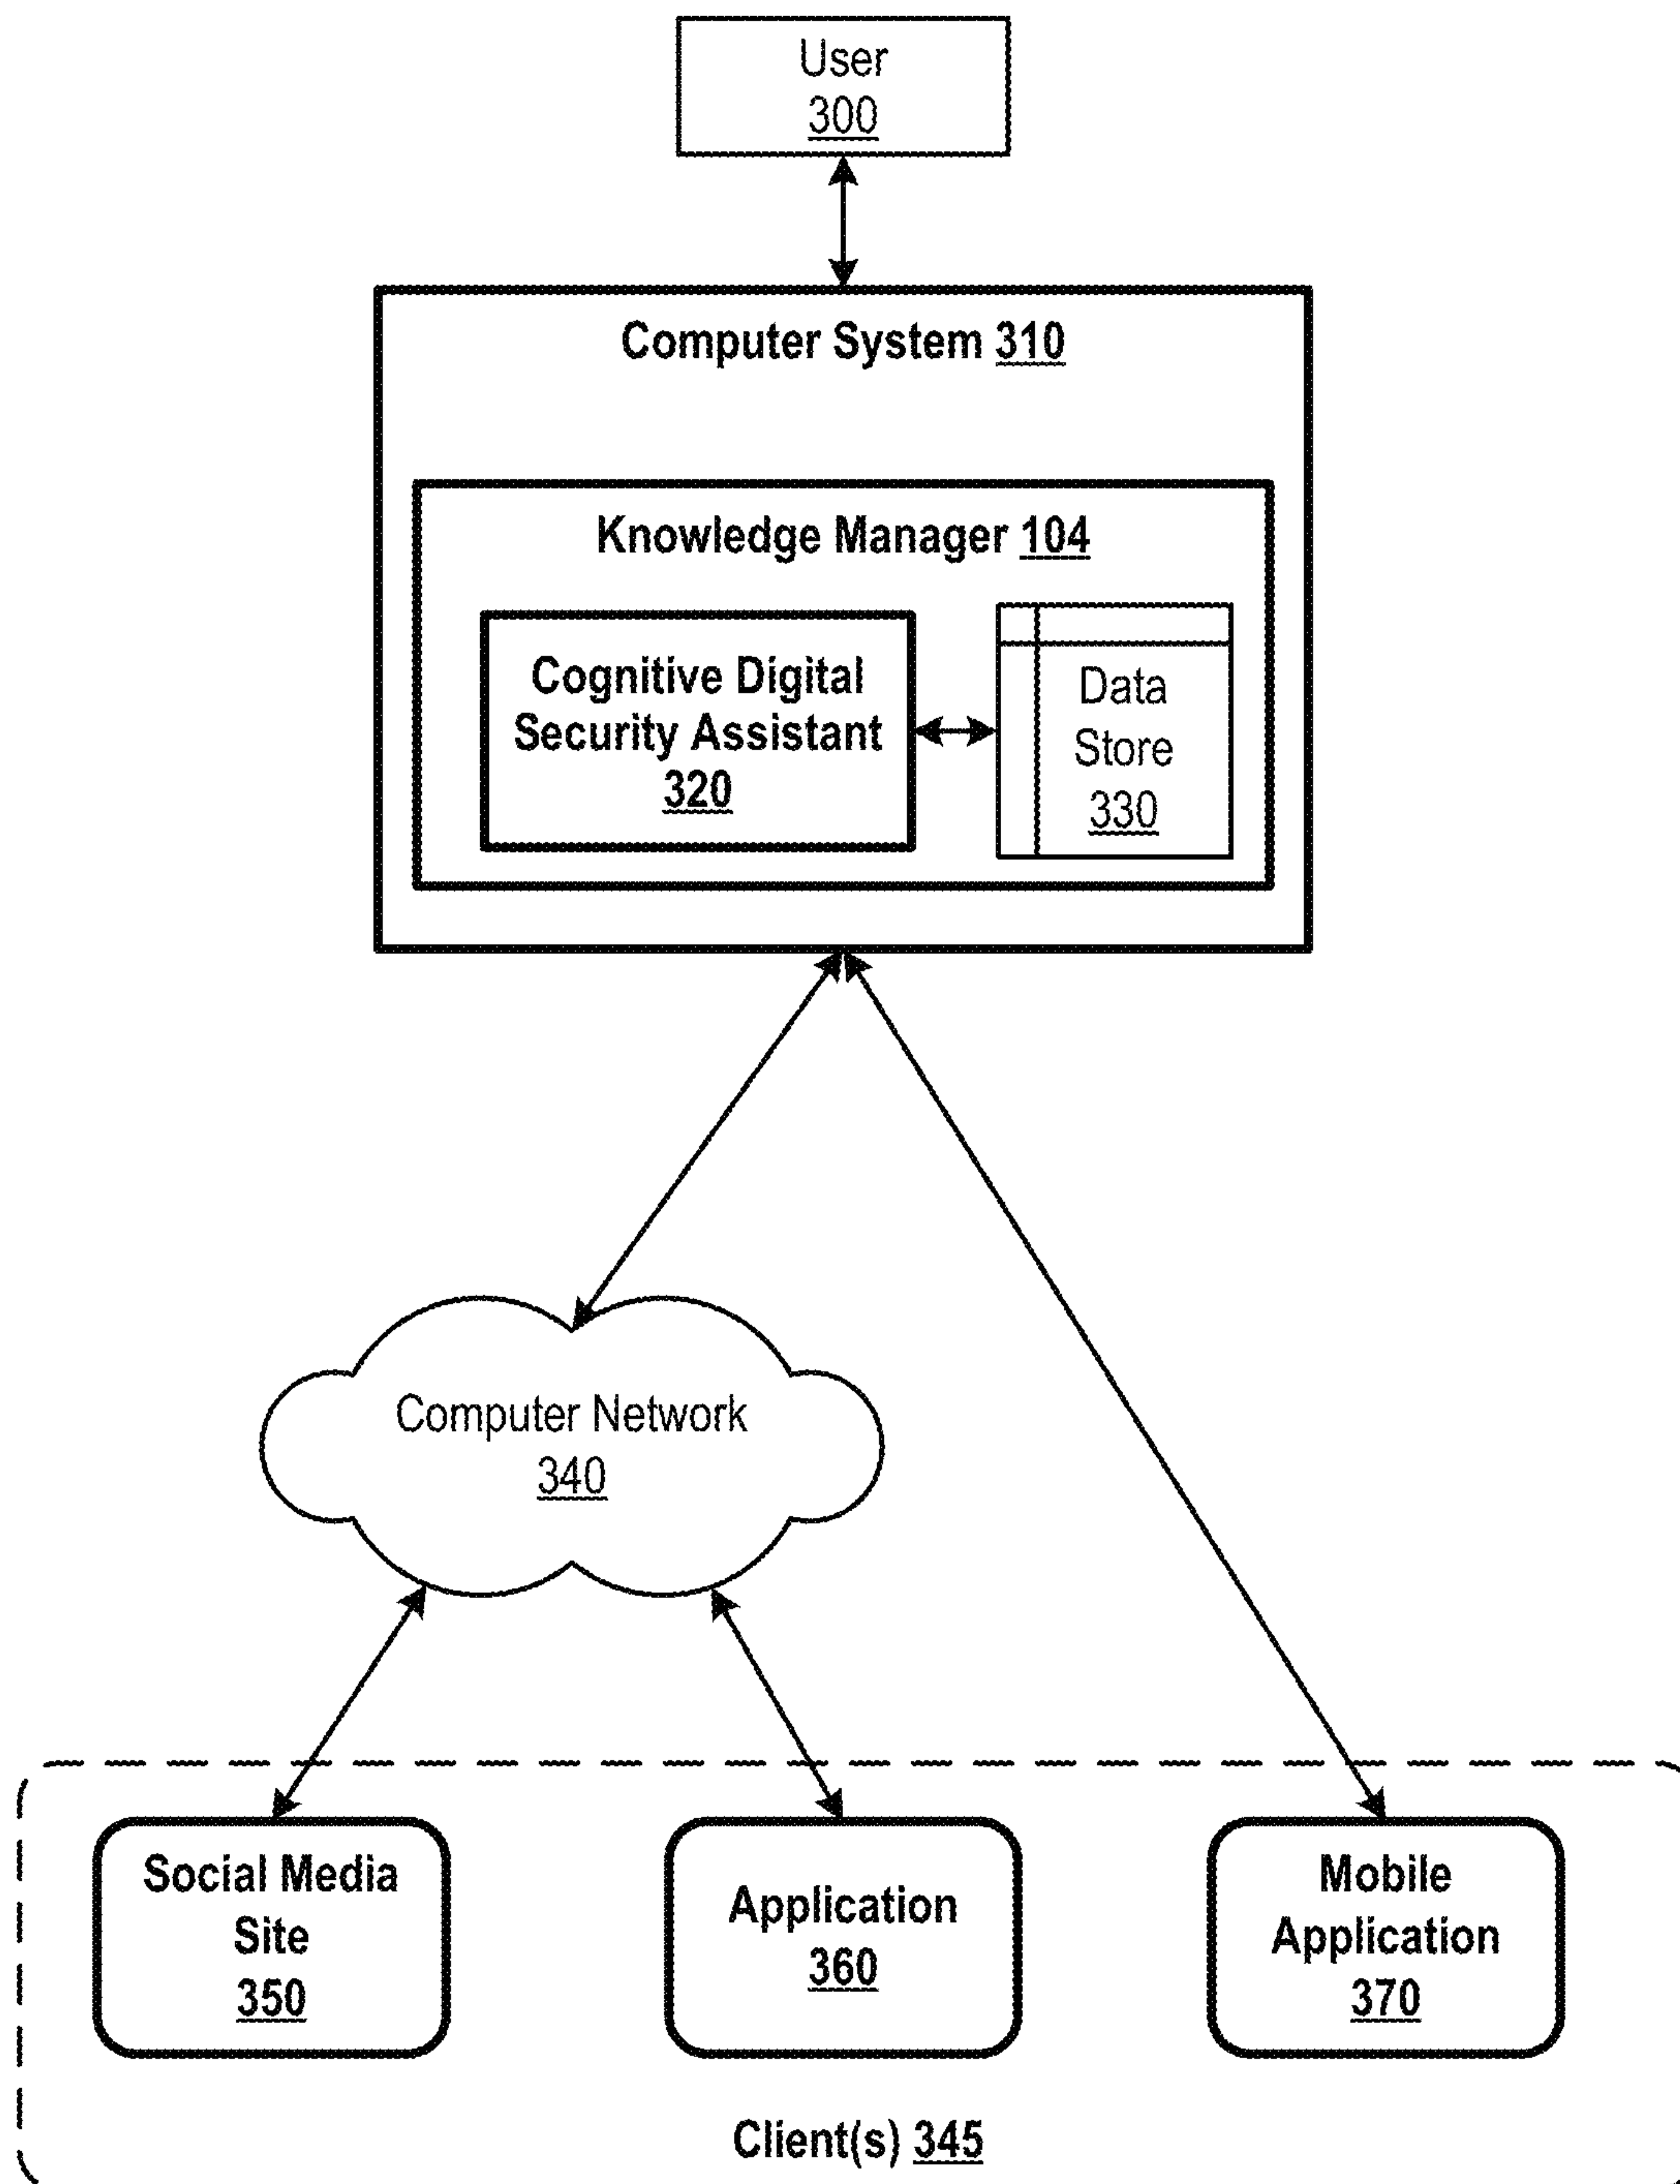 User
300
Computer System 310
Knowledge Manager 104
Cognitive Digital
Security Assistant
320
Data
Store
330
Computer Network
340
Social Media
Site
350
Application
360
Mobile
Application
370
Client(s) 345